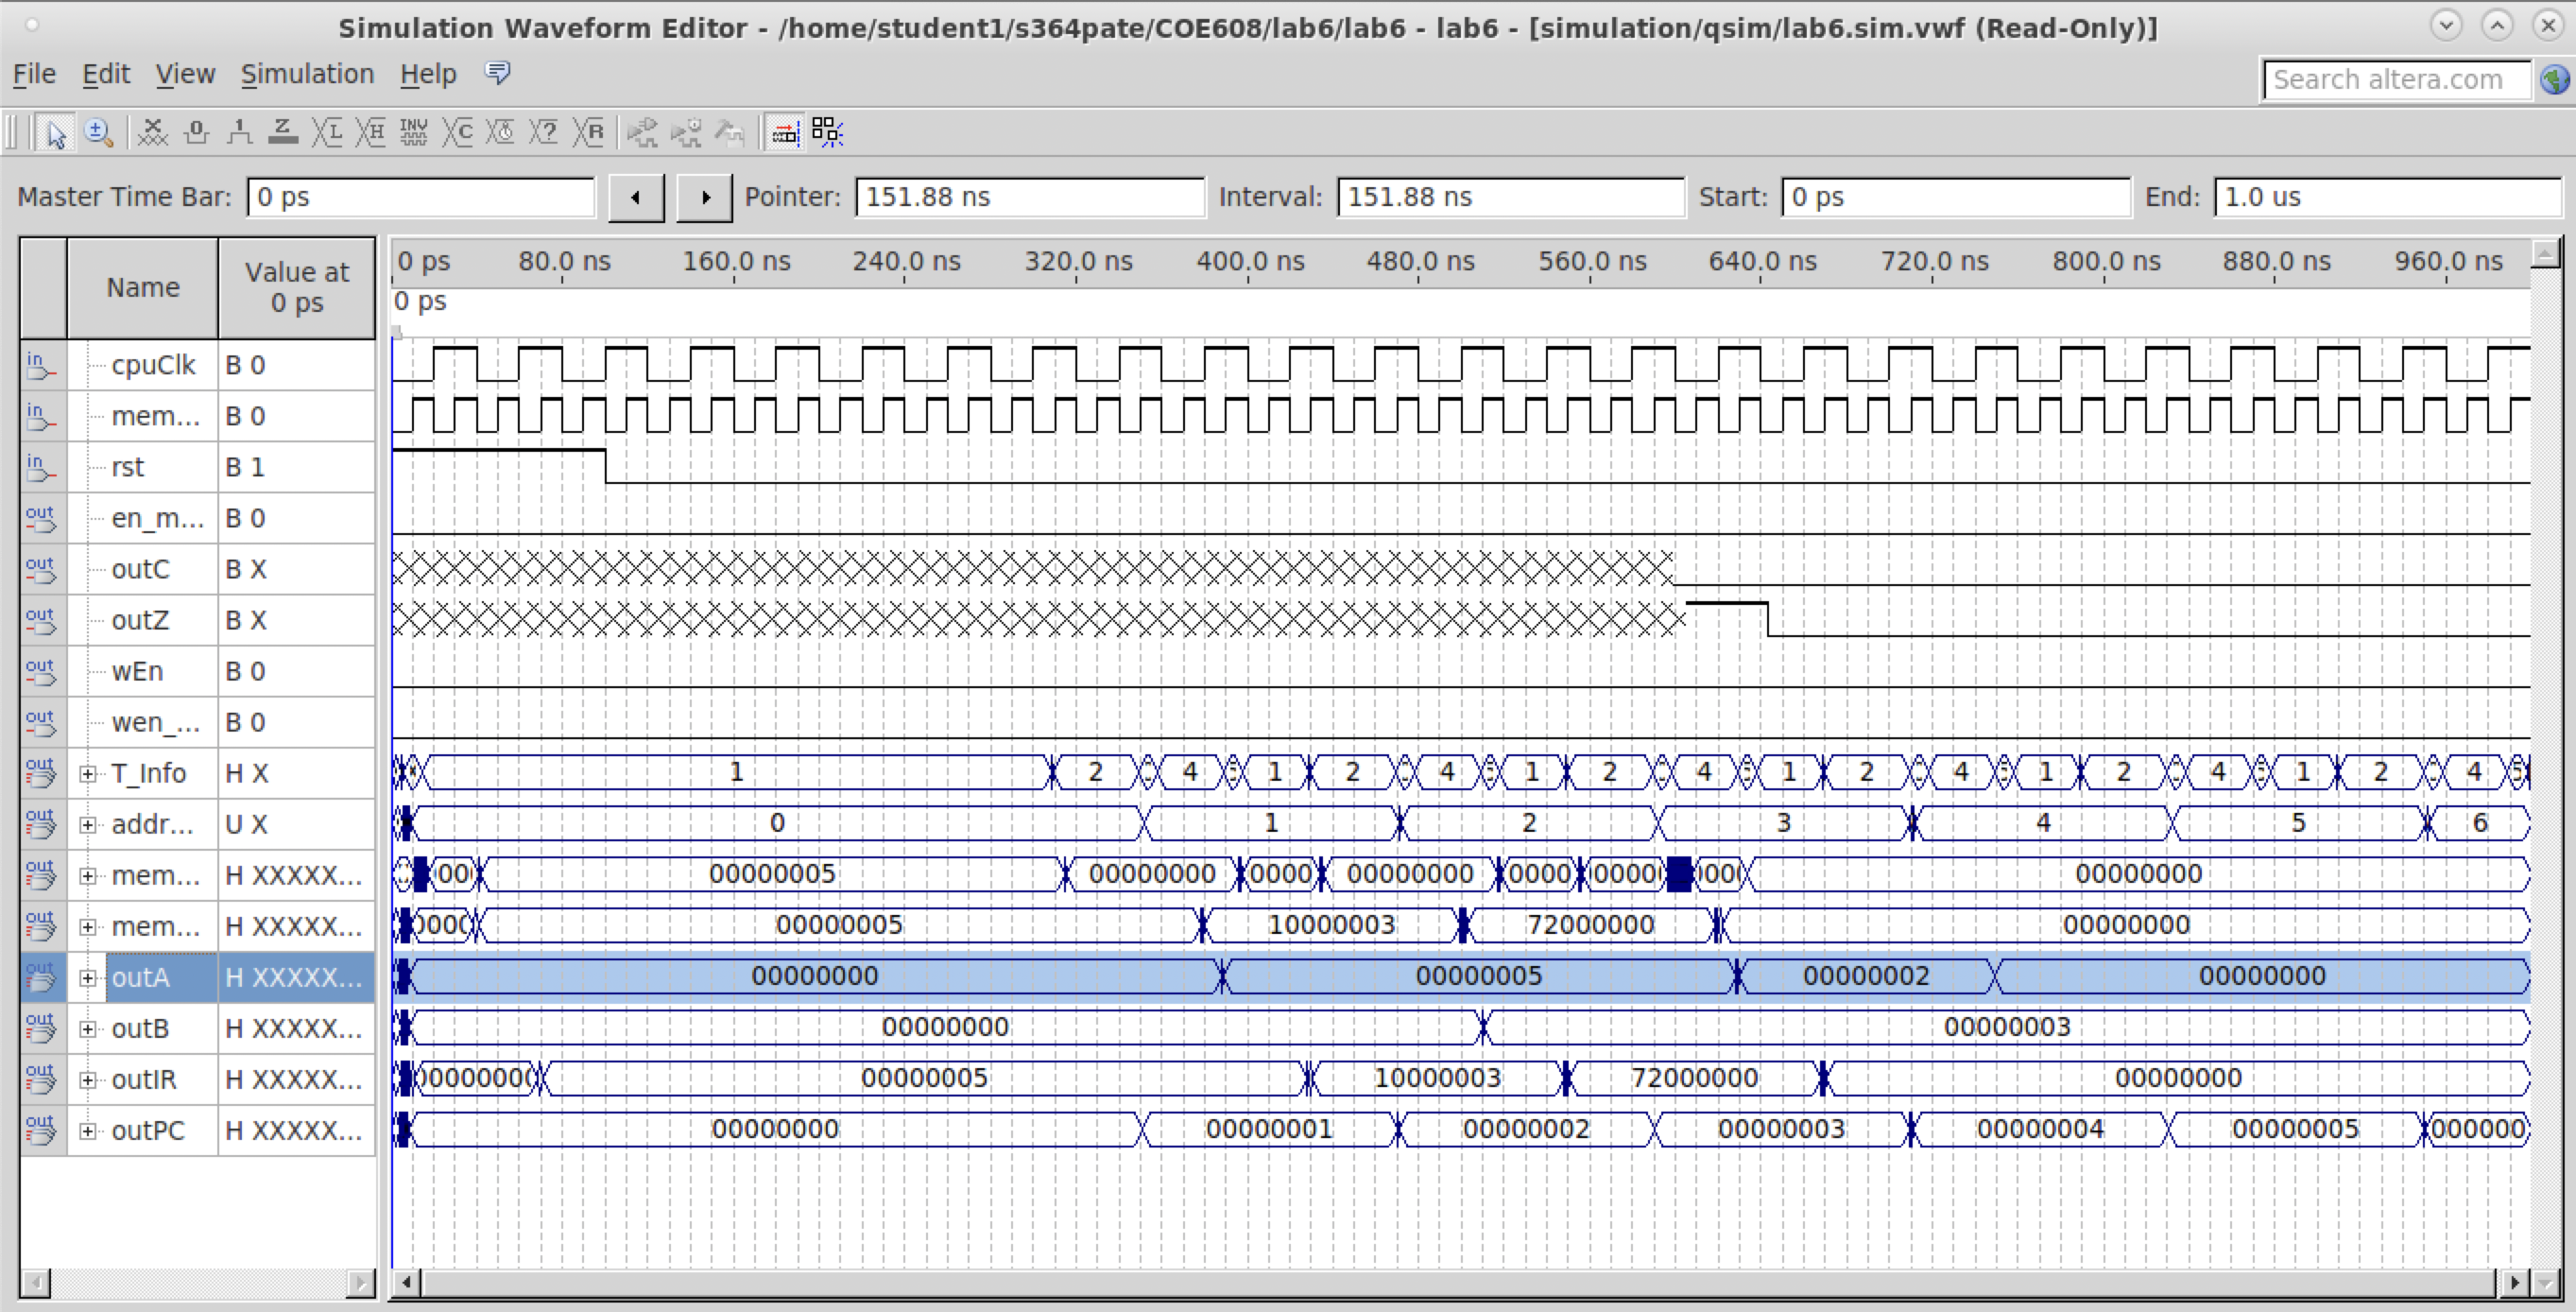 Simulation Waveform Editor - /home/student1/s364pate/COE608/lab6/lab6 - lab6 - [simulation/qsim/lab6.sim.vwf (Read-Only)]
File Edit View Simulation Help
Search altera.com
Master Time Bar: 0 ps Pointer: 151.88 ns Interval: 151.88 ns Start: 0 ps End: 1.0 us
Name Value at 0 ps
0 ps 80.0 ns 160.0 ns 240.0 ns 320.0 ns 400.0 ns 480.0 ns 560.0 ns 640.0 ns 720.0 ns 800.0 ns 880.0 ns 960.0 ns
0 ps
in cpuClk B 0
in mem... B 0
in rst B 1
out en_m... B 0
out outC B X
out outZ B X
out wEn B 0
out wen_... B 0
out T_Info H X 1 2 4 1 2 4 1 2 4 1 2 4 1 2 4 1 2 4
out addr... U X 0 1 2 3 4 5 6
out mem... H XXXXX... 00000005 00000000 0000 00000000 0000 00000000
out mem... H XXXXX... 00000005 10000003 72000000 00000000
out outA H XXXXX... 00000000 00000005 00000002 00000000
out outB H XXXXX... 00000000 00000003
out outIR H XXXXX... 00000005 10000003 72000000 00000000
out outPC H XXXXX... 00000000 00000001 00000002 00000003 00000004 00000005 000000